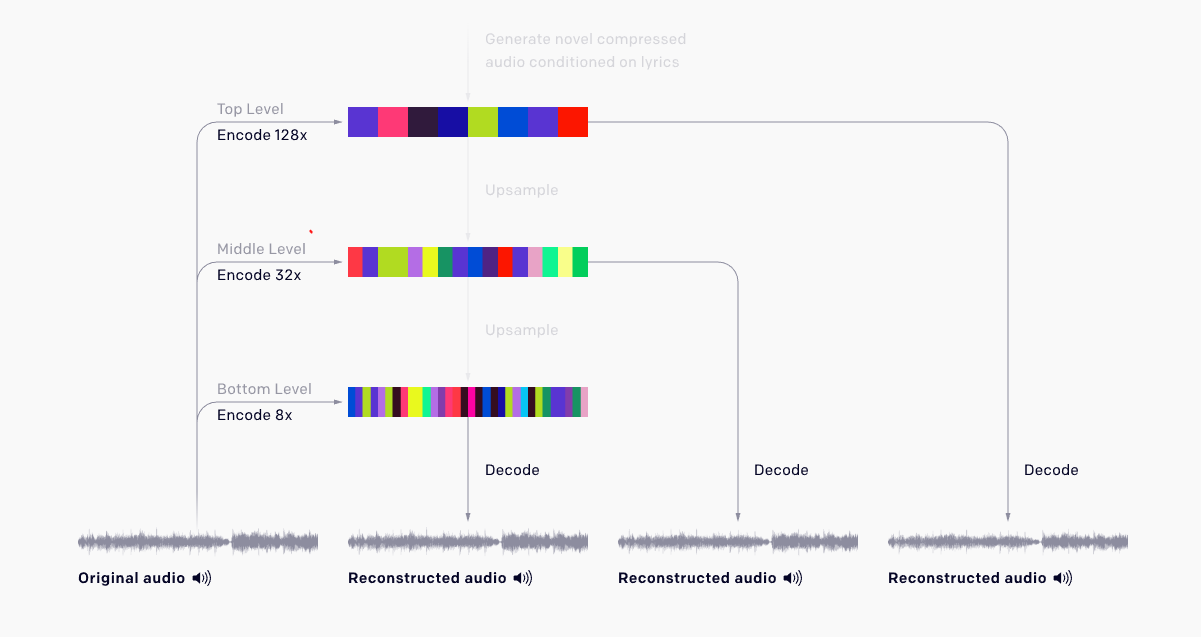 Generate novel compressed
audio conditioned on lyrics
Top Level
Encode 128x
Upsample
Middle Level
Encode 32x
Upsample
Bottom Level
Encode 8x
Decode
Decode
Decode
Original audio
Reconstructed audio
Reconstructed audio
Reconstructed audio